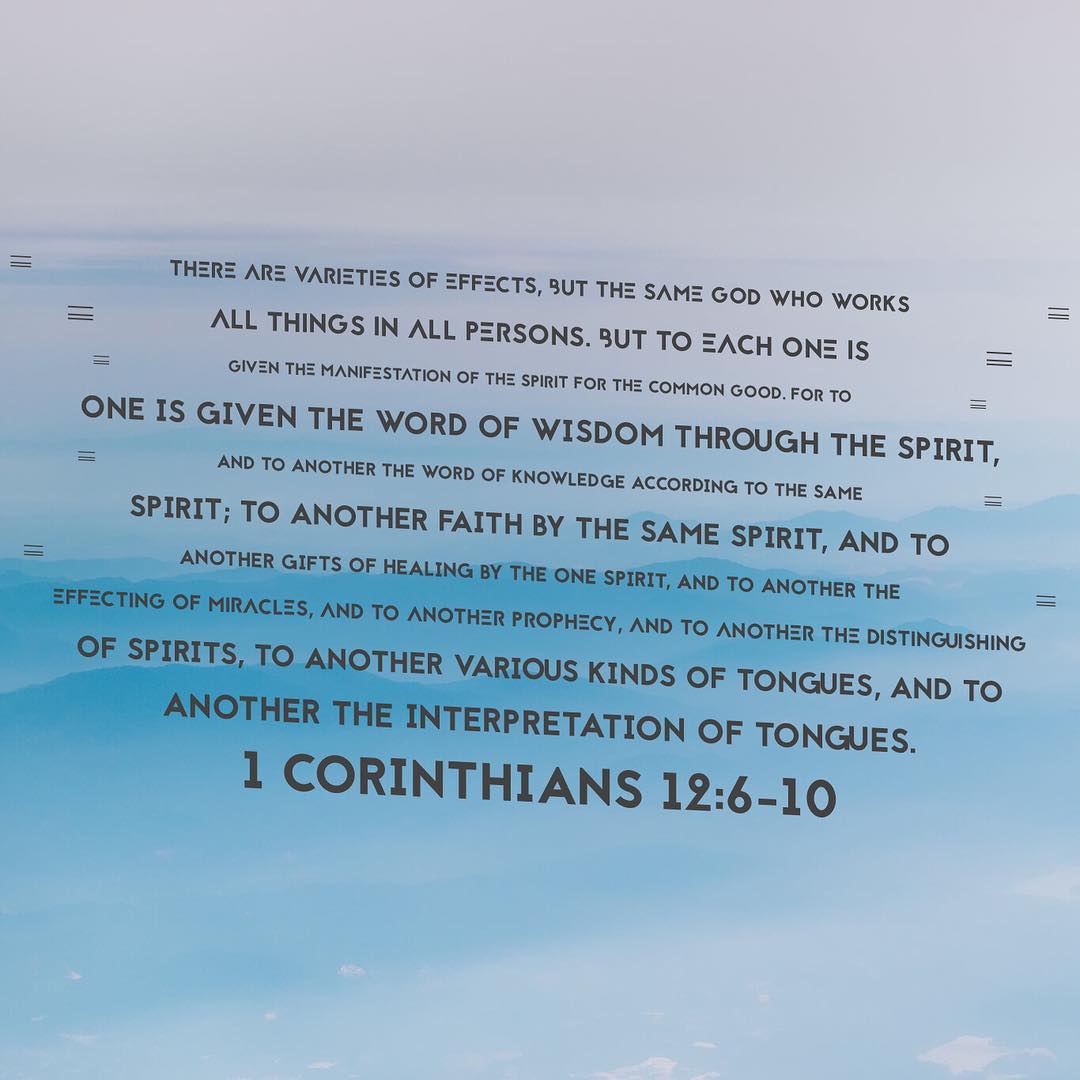 THERE ARE VARIETIES OF EFFECTS, BUT THE SAME GOD WHO WORKS
ALL THINGS IN ALL PERSONS. BUT TO EACH ONE IS
GIVEN THE MANIFESTATION OF THE SPIRIT FOR THE COMMON GOOD. FOR TO
ONE IS GIVEN THE WORD OF WISDOM THROUGH THE SPIRIT,
AND TO ANOTHER THE WORD OF KNOWLEDGE ACCORDING TO THE SAME
SPIRIT; TO ANOTHER FAITH BY THE SAME SPIRIT, AND TO
ANOTHER GIFTS OF HEALING BY THE ONE SPIRIT, AND TO ANOTHER THE
EFFECTING OF MIRACLES, AND TO ANOTHER PROPHECY, AND TO ANOTHER THE DISTINGUISHING
OF SPIRITS, TO ANOTHER VARIOUS KINDS OF TONGUES, AND TO
ANOTHER THE INTERPRETATION OF TONGUES.
1 CORINTHIANS 12:6-10